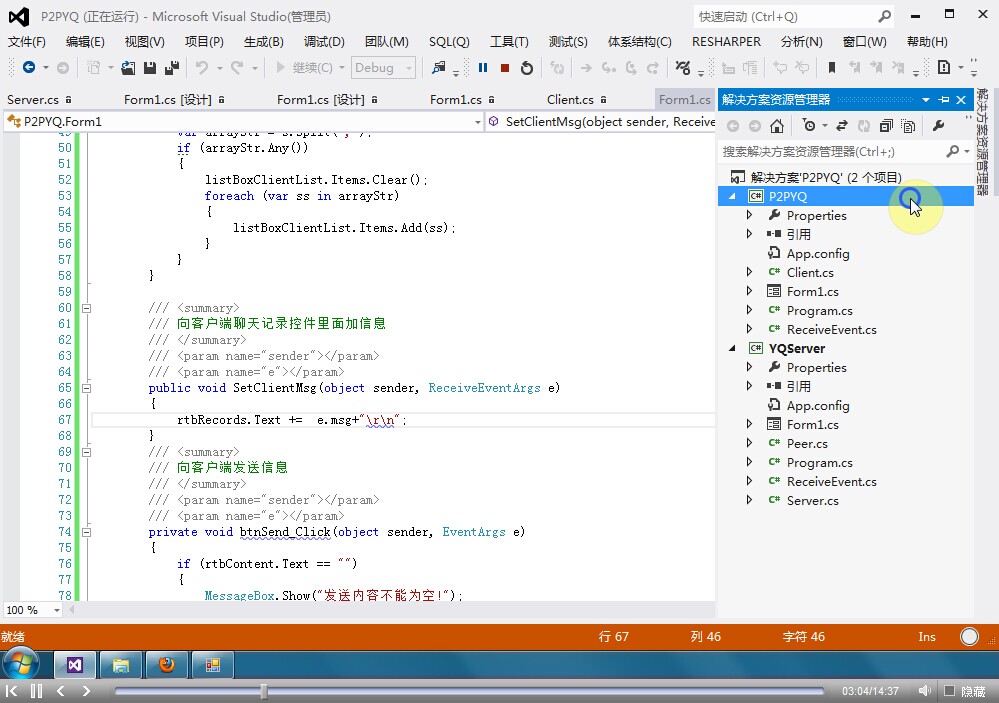 P2PYQ (正在运行) - Microsoft Visual Studio(管理员)
快速启动 (Ctrl+Q)
文件(F) 编辑(E) 视图(V) 项目(P) 生成(B) 调试(D) 团队(M) SQL(Q) 工具(T) 测试(S) 体系结构(C) RESHARPER 分析(N) 窗口(W) 帮助(H)
继续(C) Debug
Server.cs Form1.cs [设计] Form1.cs [设计] Form1.cs Client.cs Form1.cs
解决方案资源管理器
解决方案资源管理器
P2PYQ.Form1 SetClientMsg(object sender, Receive
搜索解决方案资源管理器(Ctrl+;)
解决方案'P2PYQ' (2 个项目)
P2PYQ
Properties
引用
App.config
Client.cs
Form1.cs
Program.cs
ReceiveEvent.cs
YQServer
Properties
引用
App.config
Form1.cs
Peer.cs
Program.cs
ReceiveEvent.cs
Server.cs
49 var arrayStr = s.Split(',');
50 if (arrayStr.Any())
51 {
52 listBoxClientList.Items.Clear();
53 foreach (var ss in arrayStr)
54 {
55 listBoxClientList.Items.Add(ss);
56 }
57 }
58 }
59
60 /// <summary>
61 /// 向客户端聊天记录控件里面加信息
62 /// </summary>
63 /// <param name="sender"></param>
64 /// <param name="e"></param>
65 public void SetClientMsg(object sender, ReceiveEventArgs e)
66 {
67 rtbRecords.Text += e.msg+"\r\n";
68 }
69 /// <summary>
70 /// 向客户端发送信息
71 /// </summary>
72 /// <param name="sender"></param>
73 /// <param name="e"></param>
74 private void btnSend_Click(object sender, EventArgs e)
75 {
76 if (rtbContent.Text == "")
77 {
78 MessageBox.Show("发送内容不能为空!");
100 %
就绪 行 67 列 46 字符 46 Ins
03:04/14:37 隐藏